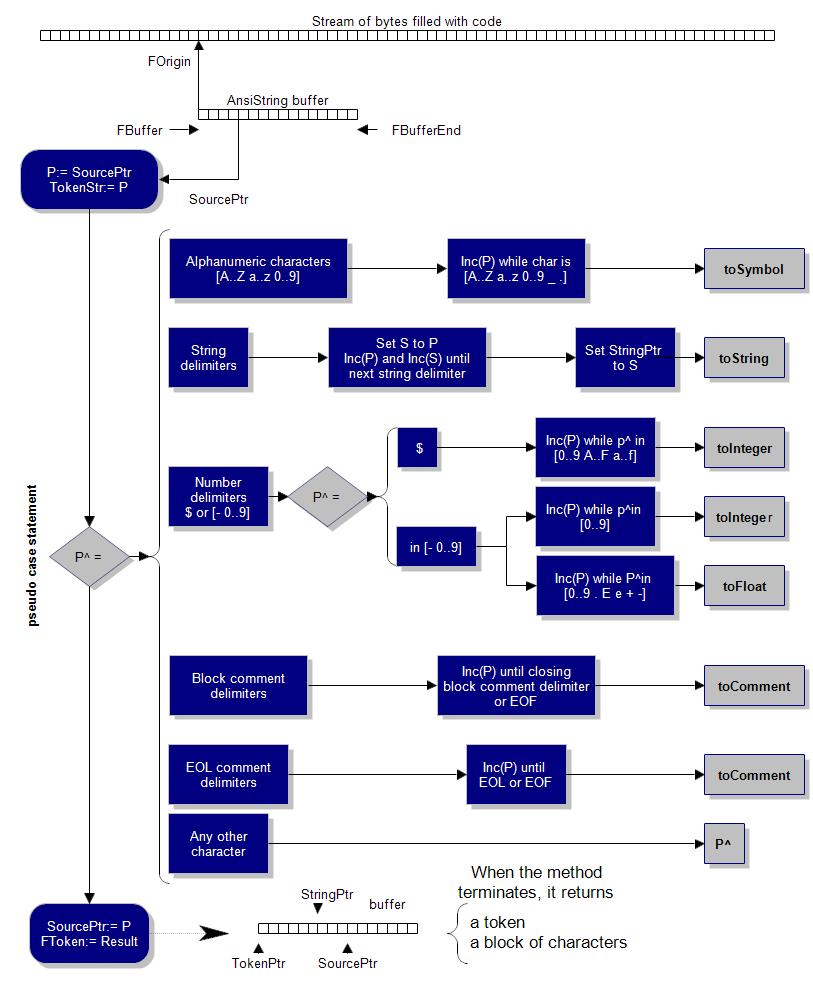 Stream of bytes filled with code
FOrigin
AnsiString buffer
FBuffer
FBufferEnd
P:= SourcePtr
TokenStr:= P
SourcePtr
Alphanumeric characters
[A..Z a..z 0..9]
Inc(P) while char is
[A..Z a..z 0..9 _ .]
toSymbol
String
delimiters
Set S to P
Inc(P) and Inc(S) until
next string delimiter
Set StringPtr
to S
toString
Number
delimiters
$ or [- 0..9]
P^ =
$
Inc(P) while p^ in
[0..9 A..F a..f]
toInteger
in [- 0..9]
Inc(P) while p^in
[0..9]
toInteger
Inc(P) while P^in
[0..9 . E e + -]
toFloat
pseudo case statement
P^ =
Block comment
delimiters
Inc(P) until closing
block comment delimiter
or EOF
toComment
EOL comment
delimiters
Inc(P) until
EOL or EOF
toComment
Any other
character
P^
SourcePtr:= P
FToken:= Result
StringPtr
buffer
TokenPtr
SourcePtr
When the method
terminates, it returns
a token
a block of characters